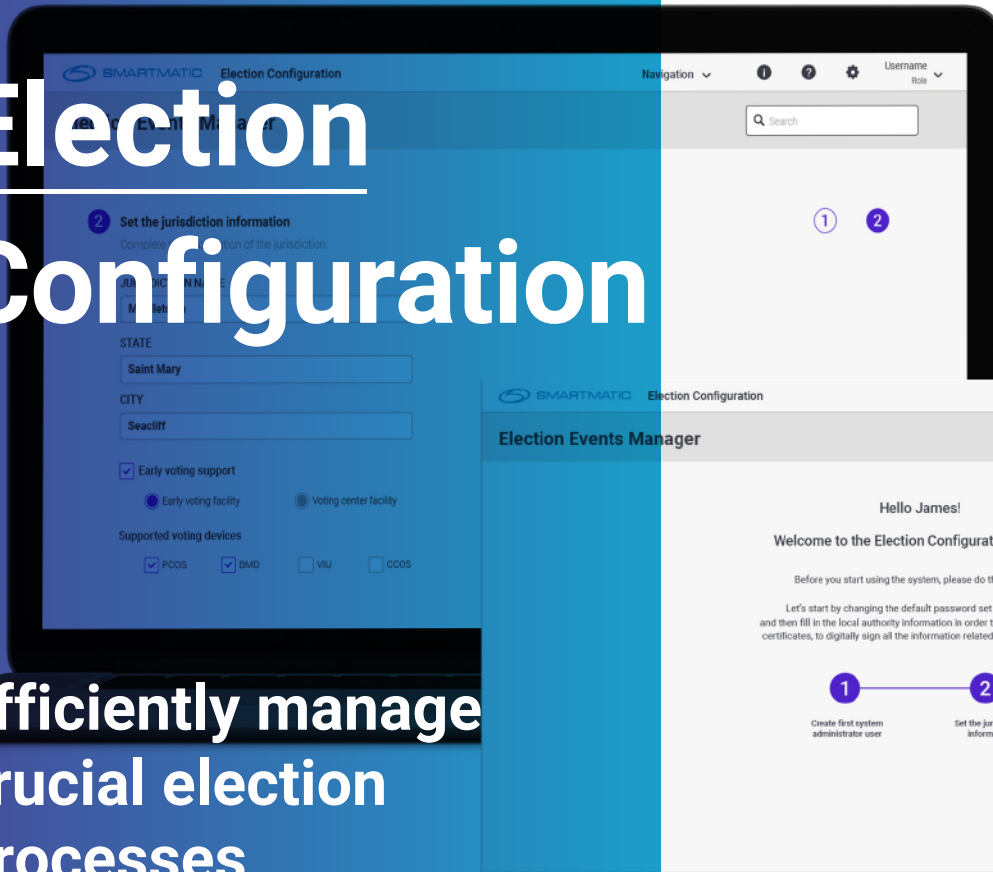 SMARTMATIC Election Configuration
Navigation
Username
Role
Election
Search
2 Set the jurisdiction information
1 2
Configuration
STATE
Saint Mary
CITY
Seacliff
Early voting support
Early voting facility Voting center facility
Supported voting devices
PCOS BMD VIU CCOS
SMARTMATIC Election Configuration
Election Events Manager
Hello James!
Welcome to the Election Configurat
Before you start using the system, please do th
Let's start by changing the default password set
and then fill in the local authority information in order t
certificates, to digitally sign all the information related
1 2
Create first system
administrator user
Set the jur
inform
fficiently manage
rucial election
rocesses